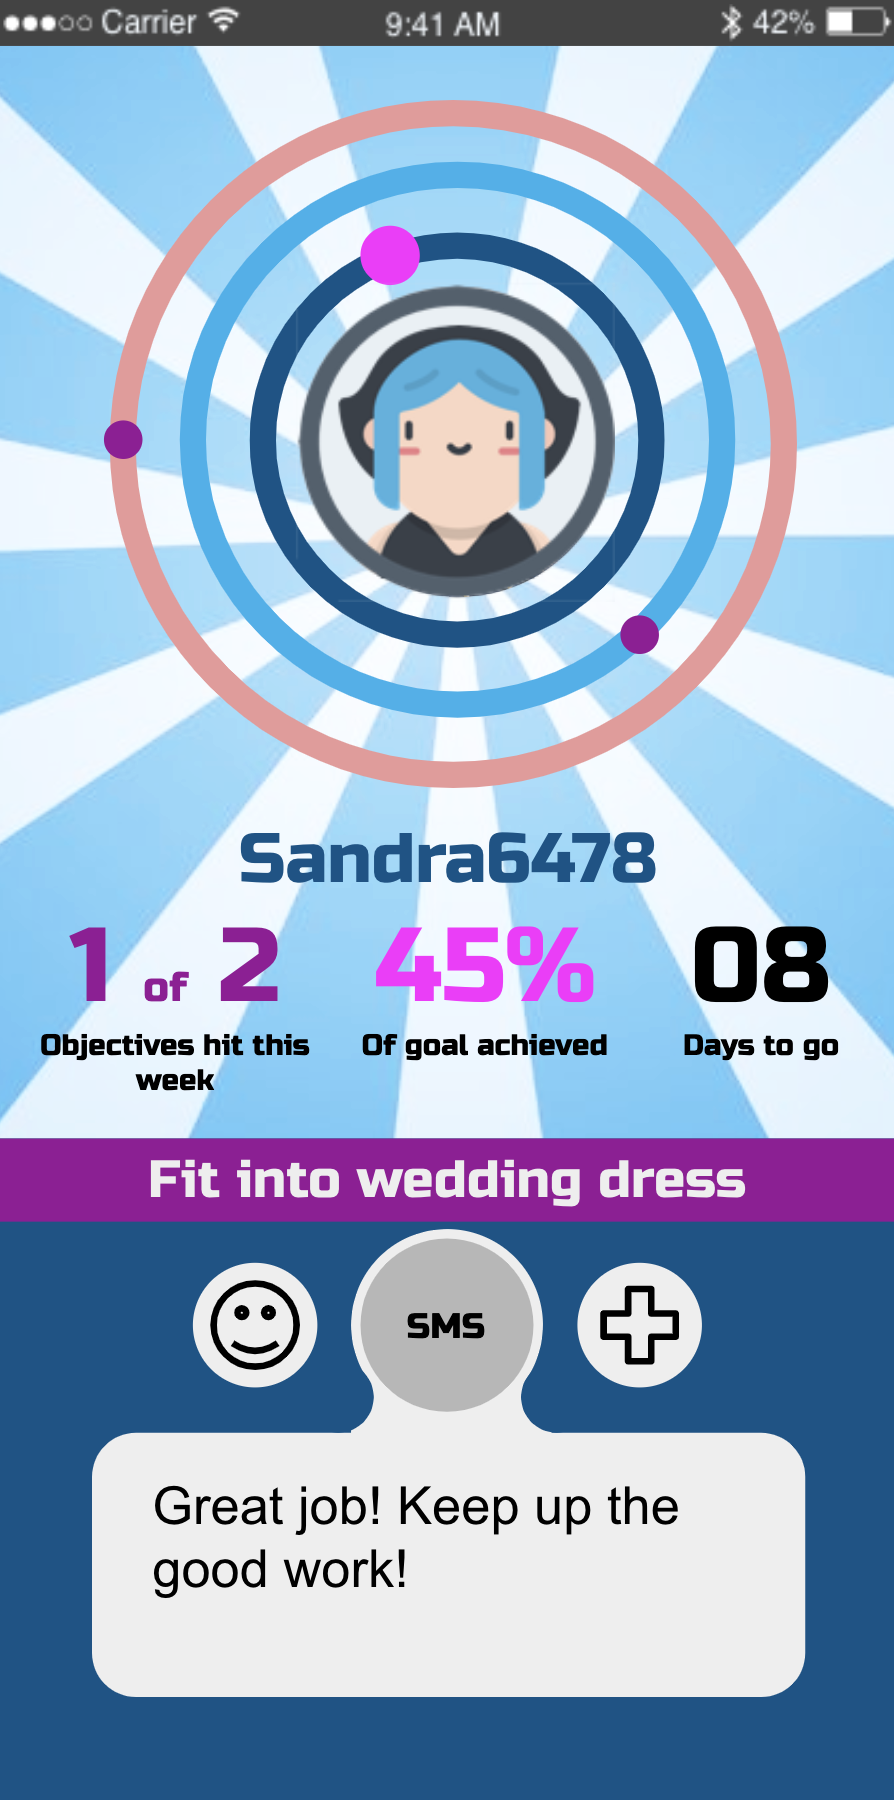 Carrier 9:41 AM 42%
Sandra6478
1 of 2 45% 08
Objectives hit this Of goal achieved Days to go
week
Fit into wedding dress
SMS
Great job! Keep up the
good work!